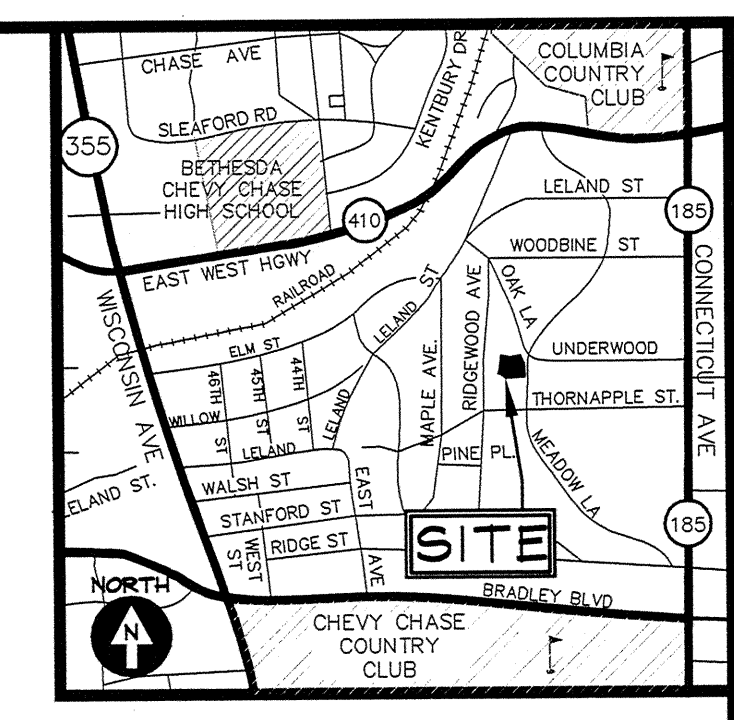 CHASE AVE
KENTBURY DR
COLUMBIA
COUNTRY
CLUB
SLEAFORD RD
355
BETHESDA
CHEVY CHASE
HIGH SCHOOL
410
LELAND ST
185
WOODBINE ST
EAST WEST HGWY
RAILROAD
LELAND ST
RIDGEWOOD AVE
OAK LA
CONNECTICUT AVE
WISCONSIN AVE
ELM ST
UNDERWOOD
46TH ST
45TH ST
44TH ST
MAPLE AVE.
THORNAPPLE ST.
WILLOW
LELAND
LELAND
PINE PL.
MEADOW LA
WALSH ST
ELAND ST.
EAST AVE
STANFORD ST
SITE
185
WEST ST
RIDGE ST
BRADLEY BLVD
NORTH
N
CHEVY CHASE
COUNTRY
CLUB